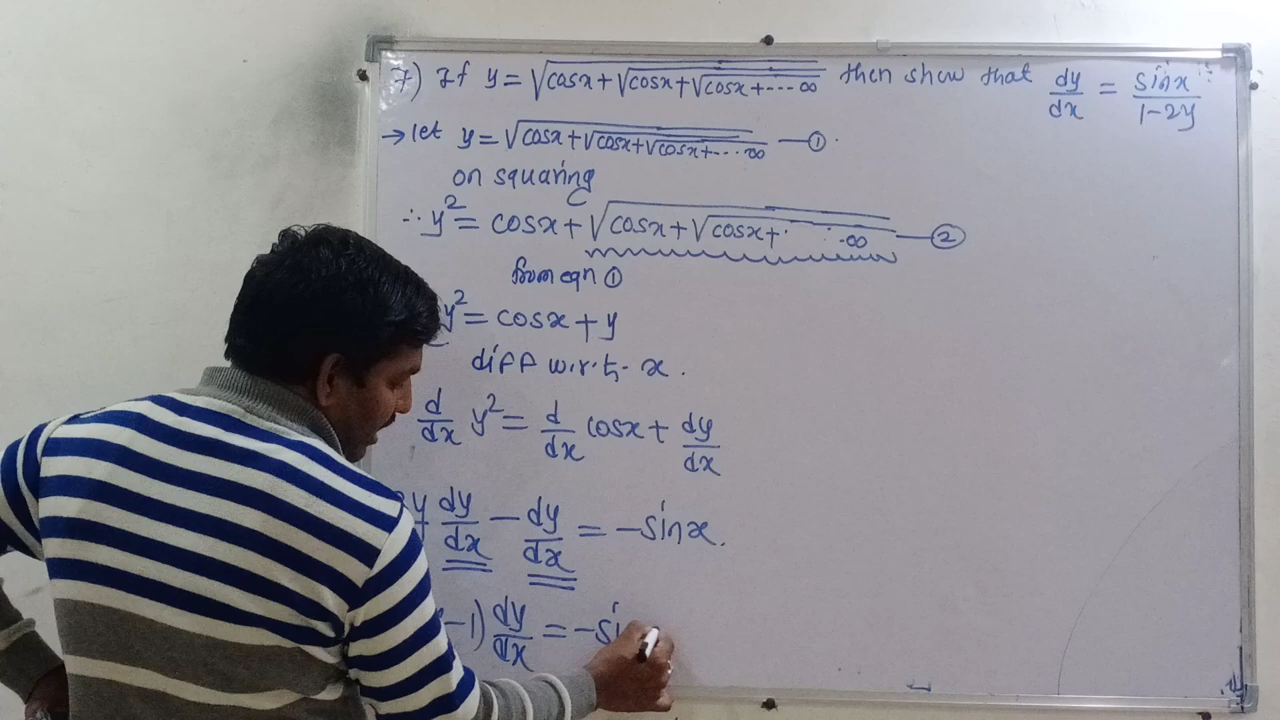 7) If y = √cosx+√cosx+√cosx+---∞ then show that dy/dx = sinx/1-2y
→ let y = √cosx+√cosx+√cosx+...∞ —①
on squaring
∴ y² = cosx+√cosx+√cosx+...∞ —②
from eqn ①
y² = cosx + y
diff w.r.t. x.
d/dx y² = d/dx cosx + dy/dx
2y dy/dx - dy/dx = -sinx.
-1) dy/dx = -si